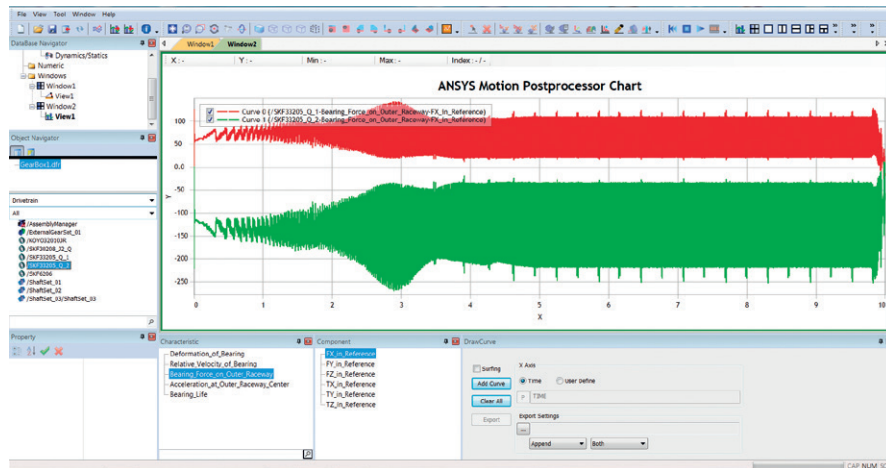 File View Tool Window Help
DataBase Navigator
Dynamics/Statics
Numeric
Windows
Window1
View1
Window2
View1
Object Navigator
GearBox1.dfr
Drivetrain
All
/AssemblyManager
/ExternalGearSet_01
/KOYO32010JR
/SKF30208_J2_Q
/SKF33205_Q_1
/SKF33205_Q_2
/SKF6206
/ShaftSet_01
/ShaftSet_02
/ShaftSet_03/ShaftSet_03
Property
Window1 Window2
X : - Y : - Min : - Max : - Index : - / -
ANSYS Motion Postprocessor Chart
Curve 0 (/SKF33205_Q_1-Bearing_Force_on_Outer_Raceway-FX_in_Reference)
Curve 1 (/SKF33205_Q_2-Bearing_Force_on_Outer_Raceway-FX_in_Reference)
100
50
0.0
-50
-100
-150
-200
-250
Y
0 1 2 3 4 5 6 7 8 9 10
X
Characteristic
Deformation_of_Bearing
Relative_Velocity_of_Bearing
Bearing_Force_on_Outer_Raceway
Acceleration_at_Outer_Raceway_Center
Bearing_Life
Component
FX_in_Reference
FY_in_Reference
FZ_in_Reference
TX_in_Reference
TY_in_Reference
TZ_in_Reference
DrawCurve
Surfing
Add Curve
Clear All
Export
X Axis
Time User Define
P TIME
Export Settings
...
Append Both
CAP NUM SC